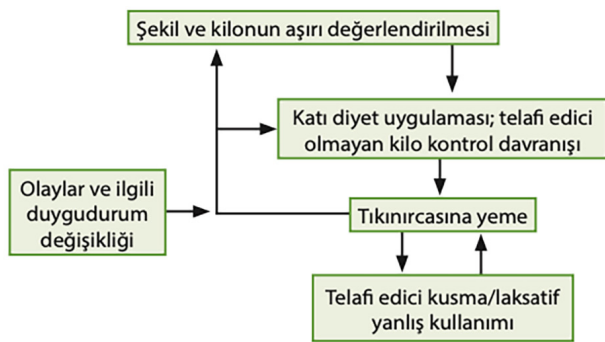 Şekil ve kilonun aşırı değerlendirilmesi
Katı diyet uygulaması; telafi edici
olmayan kilo kontrol davranışı
Olaylar ve ilgili
duygudurum
değişikliği
Tıkınırcasına yeme
Telafi edici kusma/laksatif
yanlış kullanımı